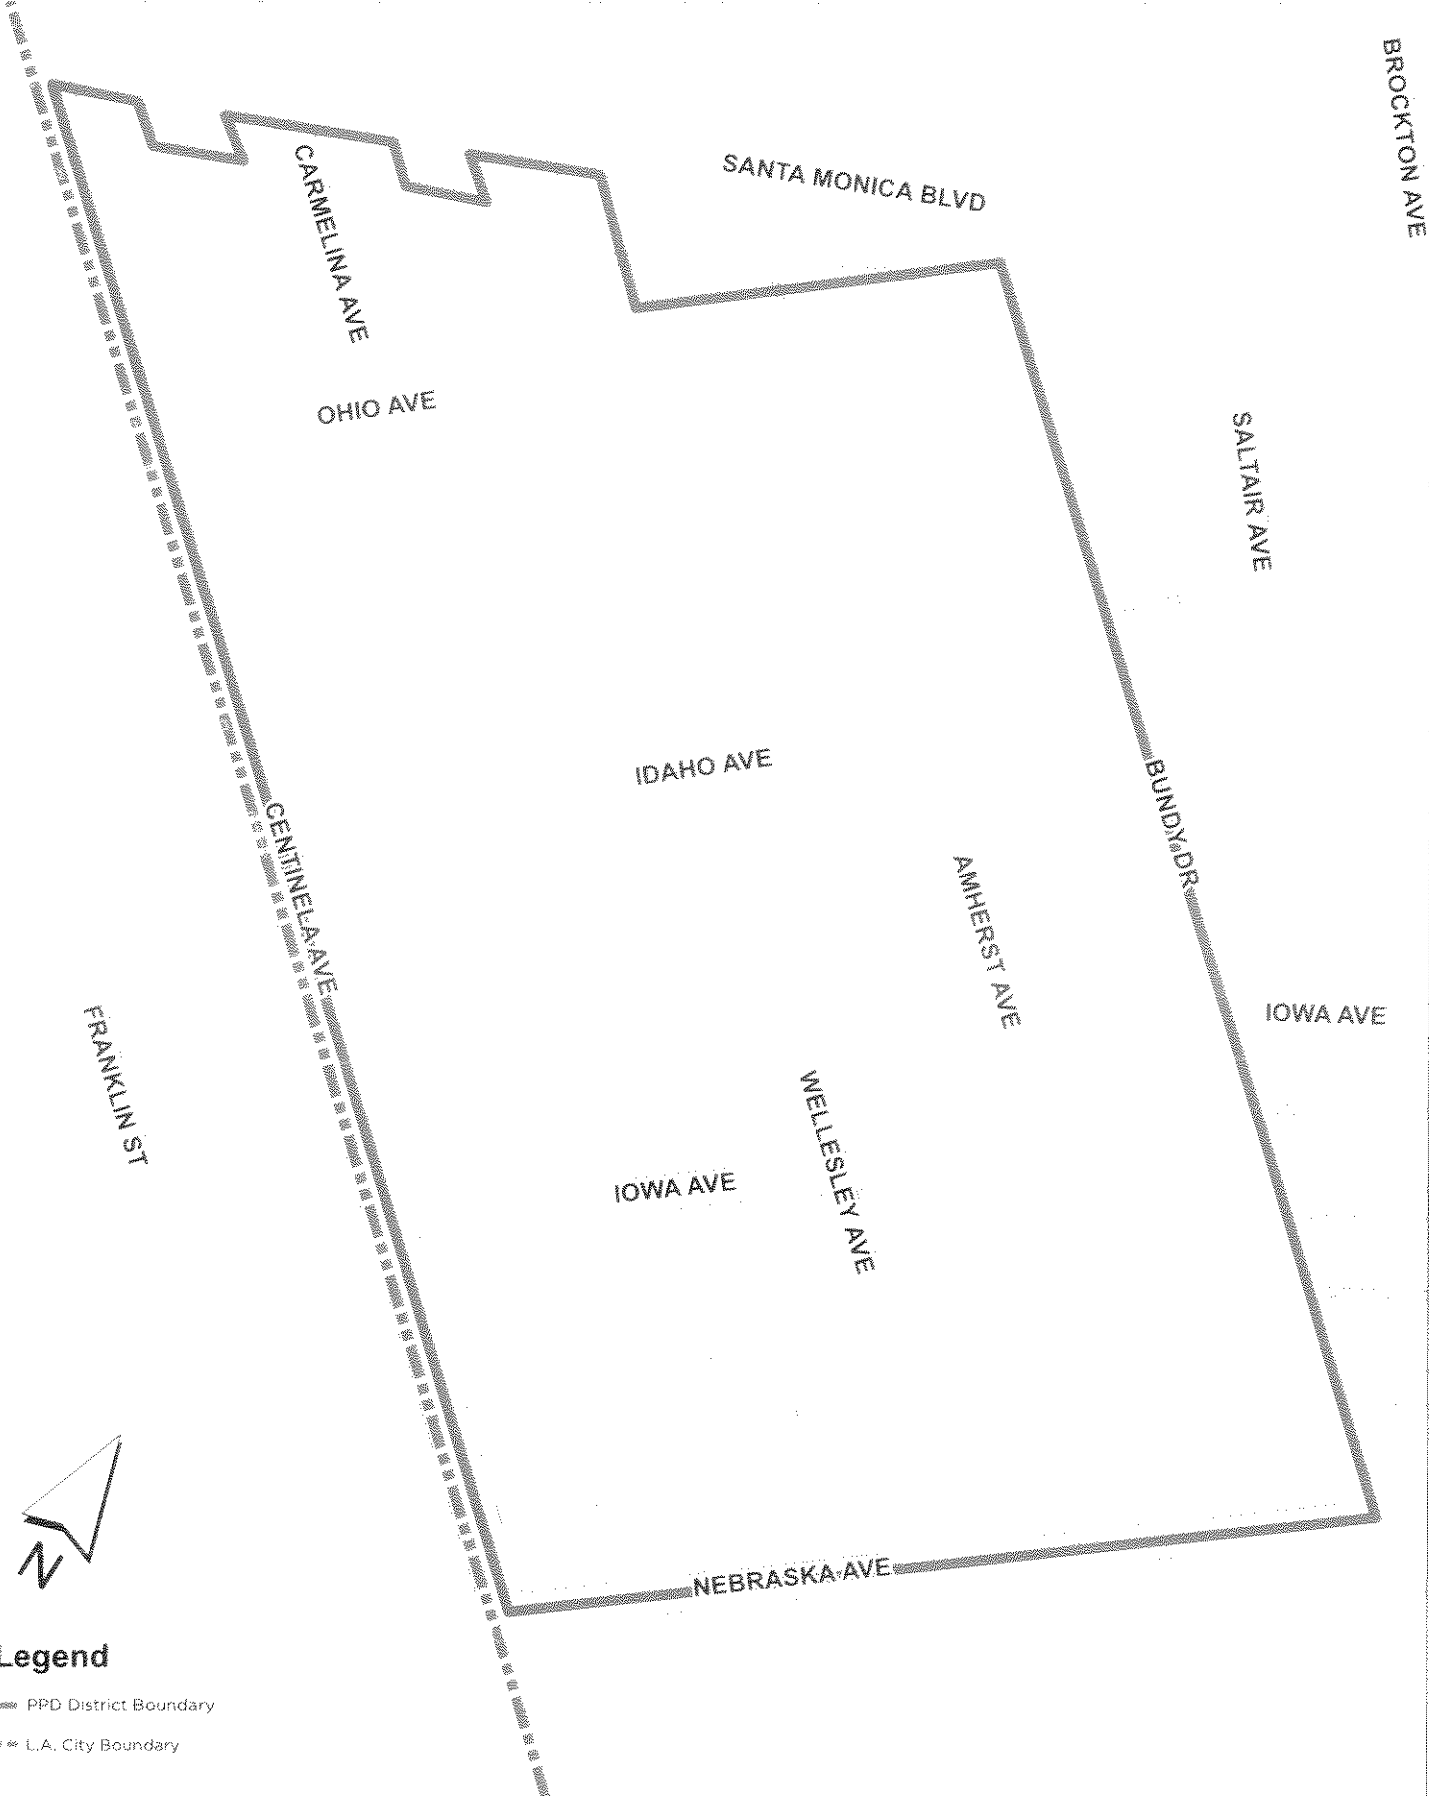 BROCKTON AVE
SANTA MONICA BLVD
CARMELINA AVE
OHIO AVE
SALTAIR AVE
IDAHO AVE
BUNDY DR
CENTINELA AVE
AMHERST AVE
FRANKLIN ST
IOWA AVE
WELLESLEY AVE
IOWA AVE
NEBRASKA AVE
N
Legend
PPD District Boundary
L.A. City Boundary